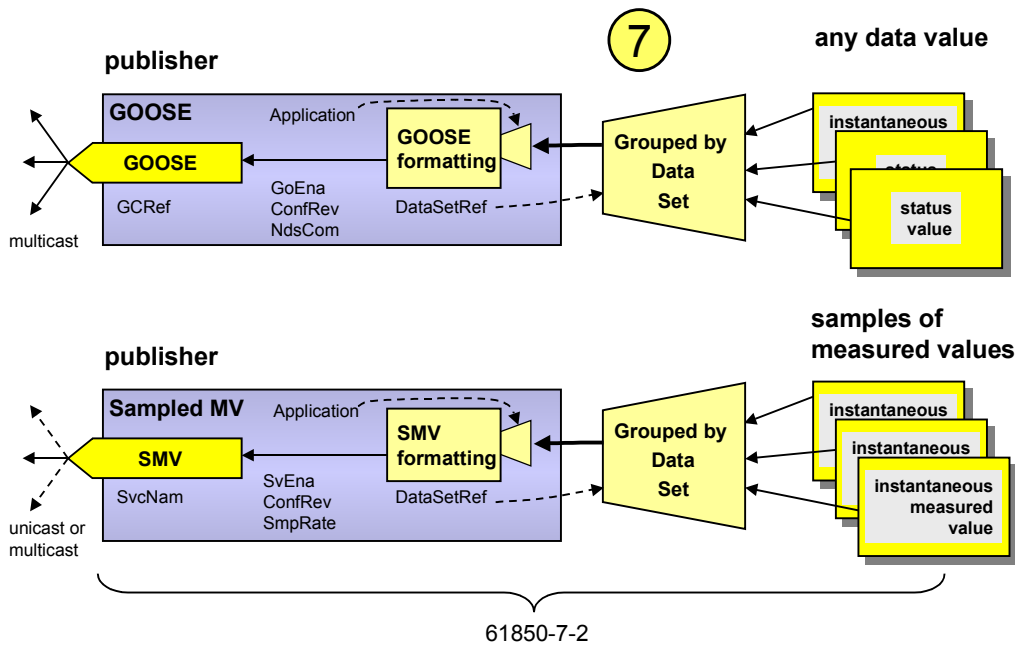 7
any data value
publisher
GOOSE
Application
GOOSE
formatting
Grouped by
Data
Set
instantaneous
status
status
value
GOOSE
GCRef
GoEna
ConfRev
NdsCom
DataSetRef
multicast
samples of
measured values
publisher
Sampled MV
Application
SMV
formatting
Grouped by
Data
Set
instantaneous
instantaneous
instantaneous
measured
value
SMV
SvcNam
SvEna
ConfRev
SmpRate
DataSetRef
unicast or
multicast
61850-7-2